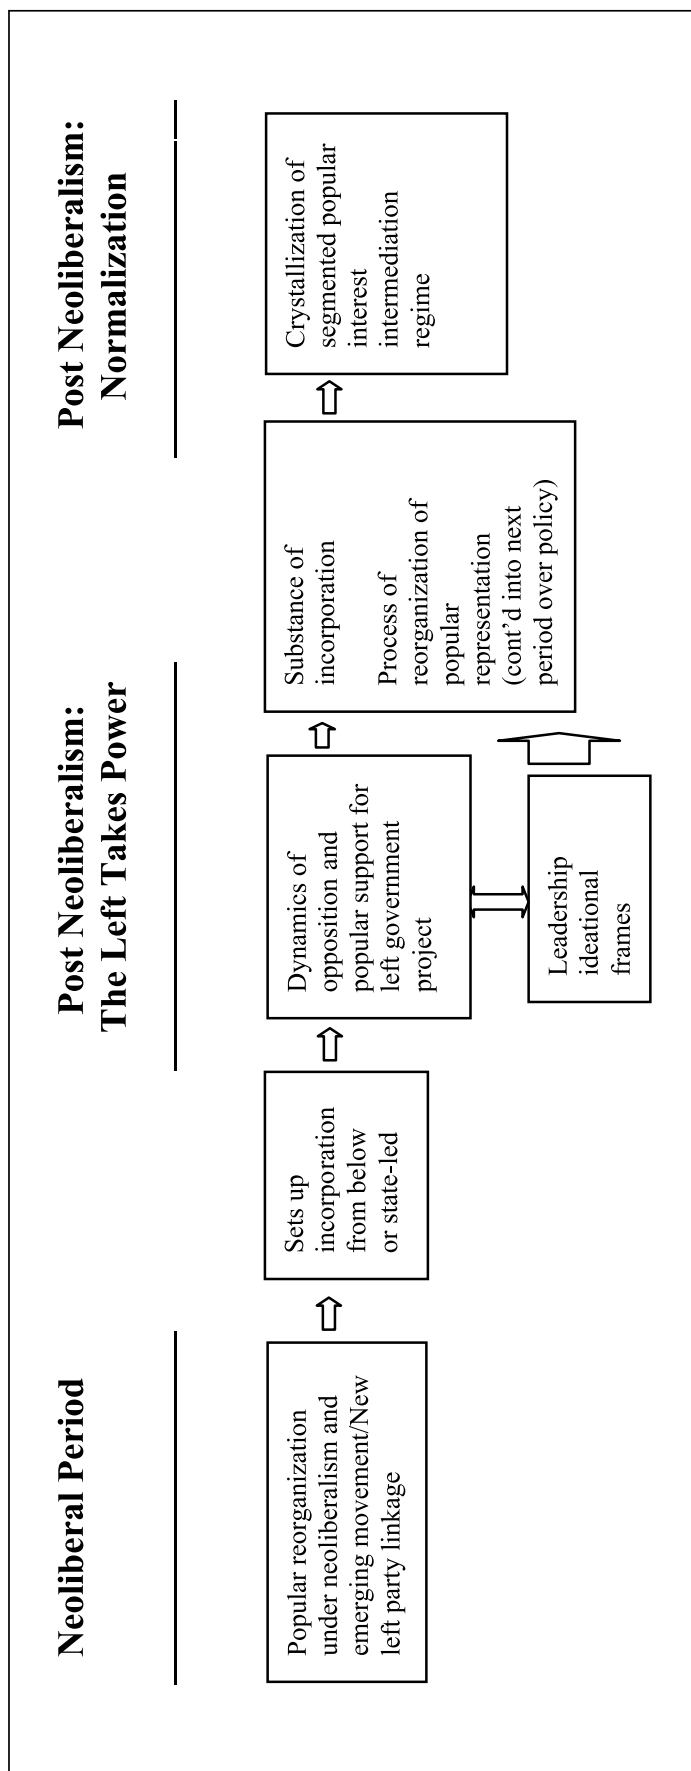 Neoliberal Period
Post Neoliberalism:
The Left Takes Power
Post Neoliberalism:
Normalization
Popular reorganization
under neoliberalism and
emerging movement/New
left party linkage
Sets up
incorporation
from below
or state-led
Dynamics of
opposition and
popular support for
left government
project
Leadership
ideational
frames
Substance of
incorporation
Process of
reorganization of
popular
representation
(cont’d into next
period over policy)
Crystallization of
segmented popular
interest
intermediation
regime